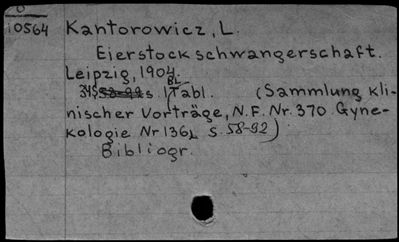 10564
Kantorowicz, L.
Eierstockschwangerschaft.
Leipzig, 1904.
BL
34 S. 1 Tabl. (Sammlung kli-
nischer Vorträge, N.F. Nr. 370 Gyne-
kologie Nr 136, S 58-92)
Bibliogr.